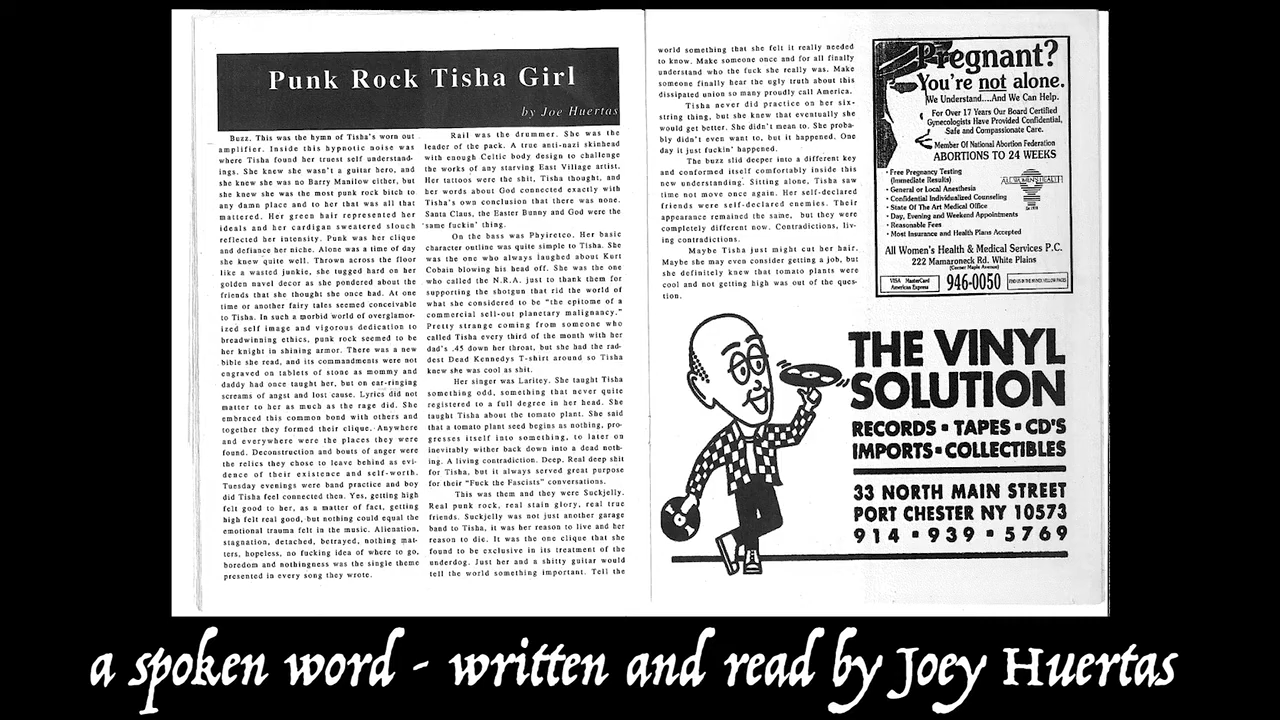 Punk Rock Tisha Girl
by Joe Huertas
Buzz. This was the hymn of Tisha's worn out
amplifier. Inside this hypnotic noise was
where Tisha found her truest self understand-
ings. She knew she wasn't a guitar hero, and
she knew she was no Barry Manilow either, but
she knew she was the most punk rock bitch to
any damn place and to her that was all that
mattered. Her green hair represented her
ideals and her cardigan sweatered slouch
reflected her intensity. Punk was her clique
and defiance her niche. Alone was a time of day
she knew quite well. Thrown across the floor
like a wasted junkie, she tugged hard on her
golden navel decor as she pondered about the
friends that she thought she once had. At one
time or another fairy tales seemed conceivable
to Tisha. In such a morbid world of overglamor-
ized self image and vigorous dedication to
breadwinning ethics, punk rock seemed to be
her knight in shining armor. There was a new
bible she read, and its commandments were not
engraved on tablets of stone as mommy and
daddy had once taught her, but on ear-ringing
screams of angst and lost cause. Lyrics did not
matter to her as much as the rage did. She
embraced this common bond with others and
together they formed their clique. Anywhere
and everywhere were the places they were
found. Deconstruction and bouts of anger were
the relics they chose to leave behind as evi-
dence of their existence and self-worth.
Tuesday evenings were band practice and boy
did Tisha feel connected then. Yes, getting high
felt good to her, as a matter of fact, getting
high felt real good, but nothing could equal the
emotional trauma felt in the music. Alienation,
stagnation, detached, betrayed, nothing mat-
ters, hopeless, no fucking idea of where to go,
boredom and nothingness was the single theme
presented in every song they wrote.
Rail was the drummer. She was the
leader of the pack. A true anti-nazi skinhead
with enough Celtic body design to challenge
the works of any starving East Village artist.
Her tattoos were the shit, Tisha thought, and
her words about God connected exactly with
Tisha's own conclusion that there was none.
Santa Claus, the Easter Bunny and God were the
same fuckin' thing.
On the bass was Phyiretco. Her basic
character outline was quite simple to Tisha. She
was the one who always laughed about Kurt
Cobain blowing his head off. She was the one
who called the N.R.A. just to thank them for
supporting the shotgun that rid the world of
what she considered to be "the epitome of a
commercial sell-out planetary malignancy."
Pretty strange coming from someone who
called Tisha every third of the month with her
dad's .45 down her throat, but she had the rad-
dest Dead Kennedys T-shirt around so Tisha
knew she was cool as shit.
Her singer was Laritey. She taught Tisha
something odd, something that never quite
registered to a full degree in her head. She
taught Tisha about the tomato plant. She said
that a tomato plant seed begins as nothing, pro-
gresses itself into something, to later on
inevitably wither back down into a dead noth-
ing. A living contradiction. Deep. Real deep shit
for Tisha, but it always served great purpose
for their "Fuck the Fascists" conversations.
This was them and they were Suckjelly.
Real punk rock, real stain glory, real true
friends. Suckjelly was not just another garage
band to Tisha, it was her reason to live and her
reason to die. It was the one clique that she
found to be exclusive in its treatment of the
underdog. Just her and a shitty guitar would
tell the world something important. Tell the
world something that she felt it really needed
to know. Make someone once and for all finally
understand who the fuck she really was. Make
someone finally hear the ugly truth about this
dissipated union so many proudly call America.
Tisha never did practice on her six-
string thing, but she knew that eventually she
would get better. She didn't mean to. She proba-
bly didn't even want to, but it happened. One
day it just fuckin' happened.
The buzz slid deeper into a different key
and conformed itself comfortably inside this
new understanding. Sitting alone, Tisha saw
time not move once again. Her self-declared
friends were self-declared enemies. Their
appearance remained the same, but they were
completely different now. Contradictions, liv-
ing contradictions.
Maybe Tisha just might cut her hair.
Maybe she may even consider getting a job, but
she definitely knew that tomato plants were
cool and not getting high was out of the ques-
tion.
Pregnant?
You're not alone.
We Understand....And We Can Help.
For Over 17 Years Our Board Certified
Gynecologists Have Provided Confidential,
Safe and Compassionate Care.
Member Of National Abortion Federation
ABORTIONS TO 24 WEEKS
• Free Pregnancy Testing
(Immediate Results)
• General or Local Anesthesia
• Confidential Individualized Counseling
• State Of The Art Medical Office
• Day, Evening and Weekend Appointments
• Reasonable Fees
• Most Insurance and Health Plans Accepted
ALL WOMEN'S HEALTH
All Women's Health & Medical Services P.C.
222 Mamaroneck Rd. White Plains
(Corner Maple Avenue)
VISA MasterCard
American Express
946-0050
THE VINYL
SOLUTION
RECORDS ▪ TAPES ▪ CD'S
IMPORTS ▪ COLLECTIBLES
33 NORTH MAIN STREET
PORT CHESTER NY 10573
914 ▪ 939 ▪ 5769
a spoken word - written and read by Joey Huertas